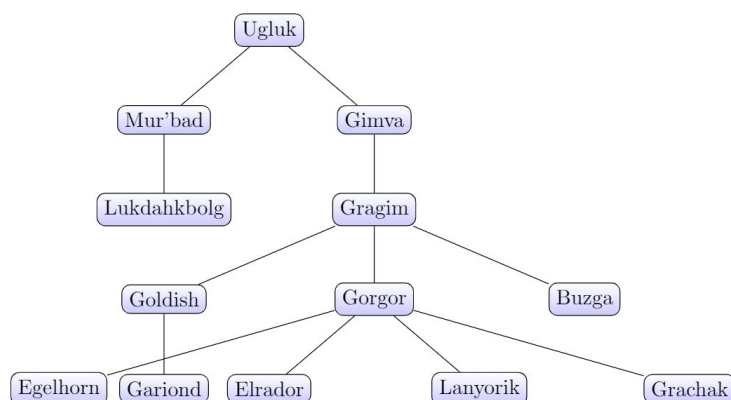 Ugluk
Mur'bad
Gimva
Lukdahkbolg
Gragim
Goldish
Gorgor
Buzga
Egelhorn
Gariond
Elrador
Lanyorik
Grachak